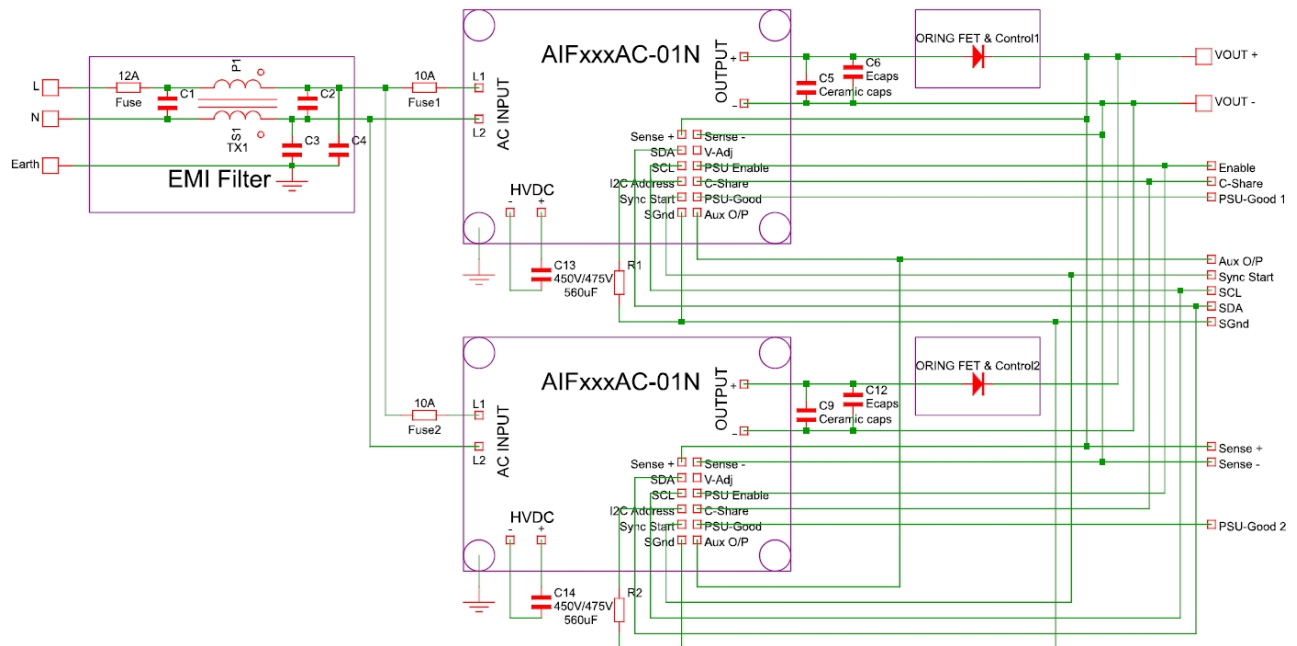 AIFxxxAC-01N
ORING FET & Control1
OUTPUT
+
-
C6
Ecaps
C5
Ceramic caps
VOUT +
VOUT -
12A
Fuse
P1
C1
C2
S1
TX1
C3
C4
L
N
Earth
EMI Filter
10A
Fuse1
L1
L2
AC INPUT
Sense +
Sense -
SDA
V-Adj
SCL
PSU Enable
I2C Address
C-Share
Sync Start
PSU-Good
SGnd
Aux O/P
HVDC
-
+
C13
450V/475V
560uF
R1
Enable
C-Share
PSU-Good 1
Aux O/P
Sync Start
SCL
SDA
SGnd
AIFxxxAC-01N
ORING FET & Control2
OUTPUT
+
-
C12
Ecaps
C9
Ceramic caps
10A
Fuse2
L1
L2
AC INPUT
Sense +
Sense -
SDA
V-Adj
SCL
PSU Enable
I2C Address
C-Share
Sync Start
PSU-Good
SGnd
Aux O/P
HVDC
-
+
C14
450V/475V
560uF
R2
Sense +
Sense -
PSU-Good 2